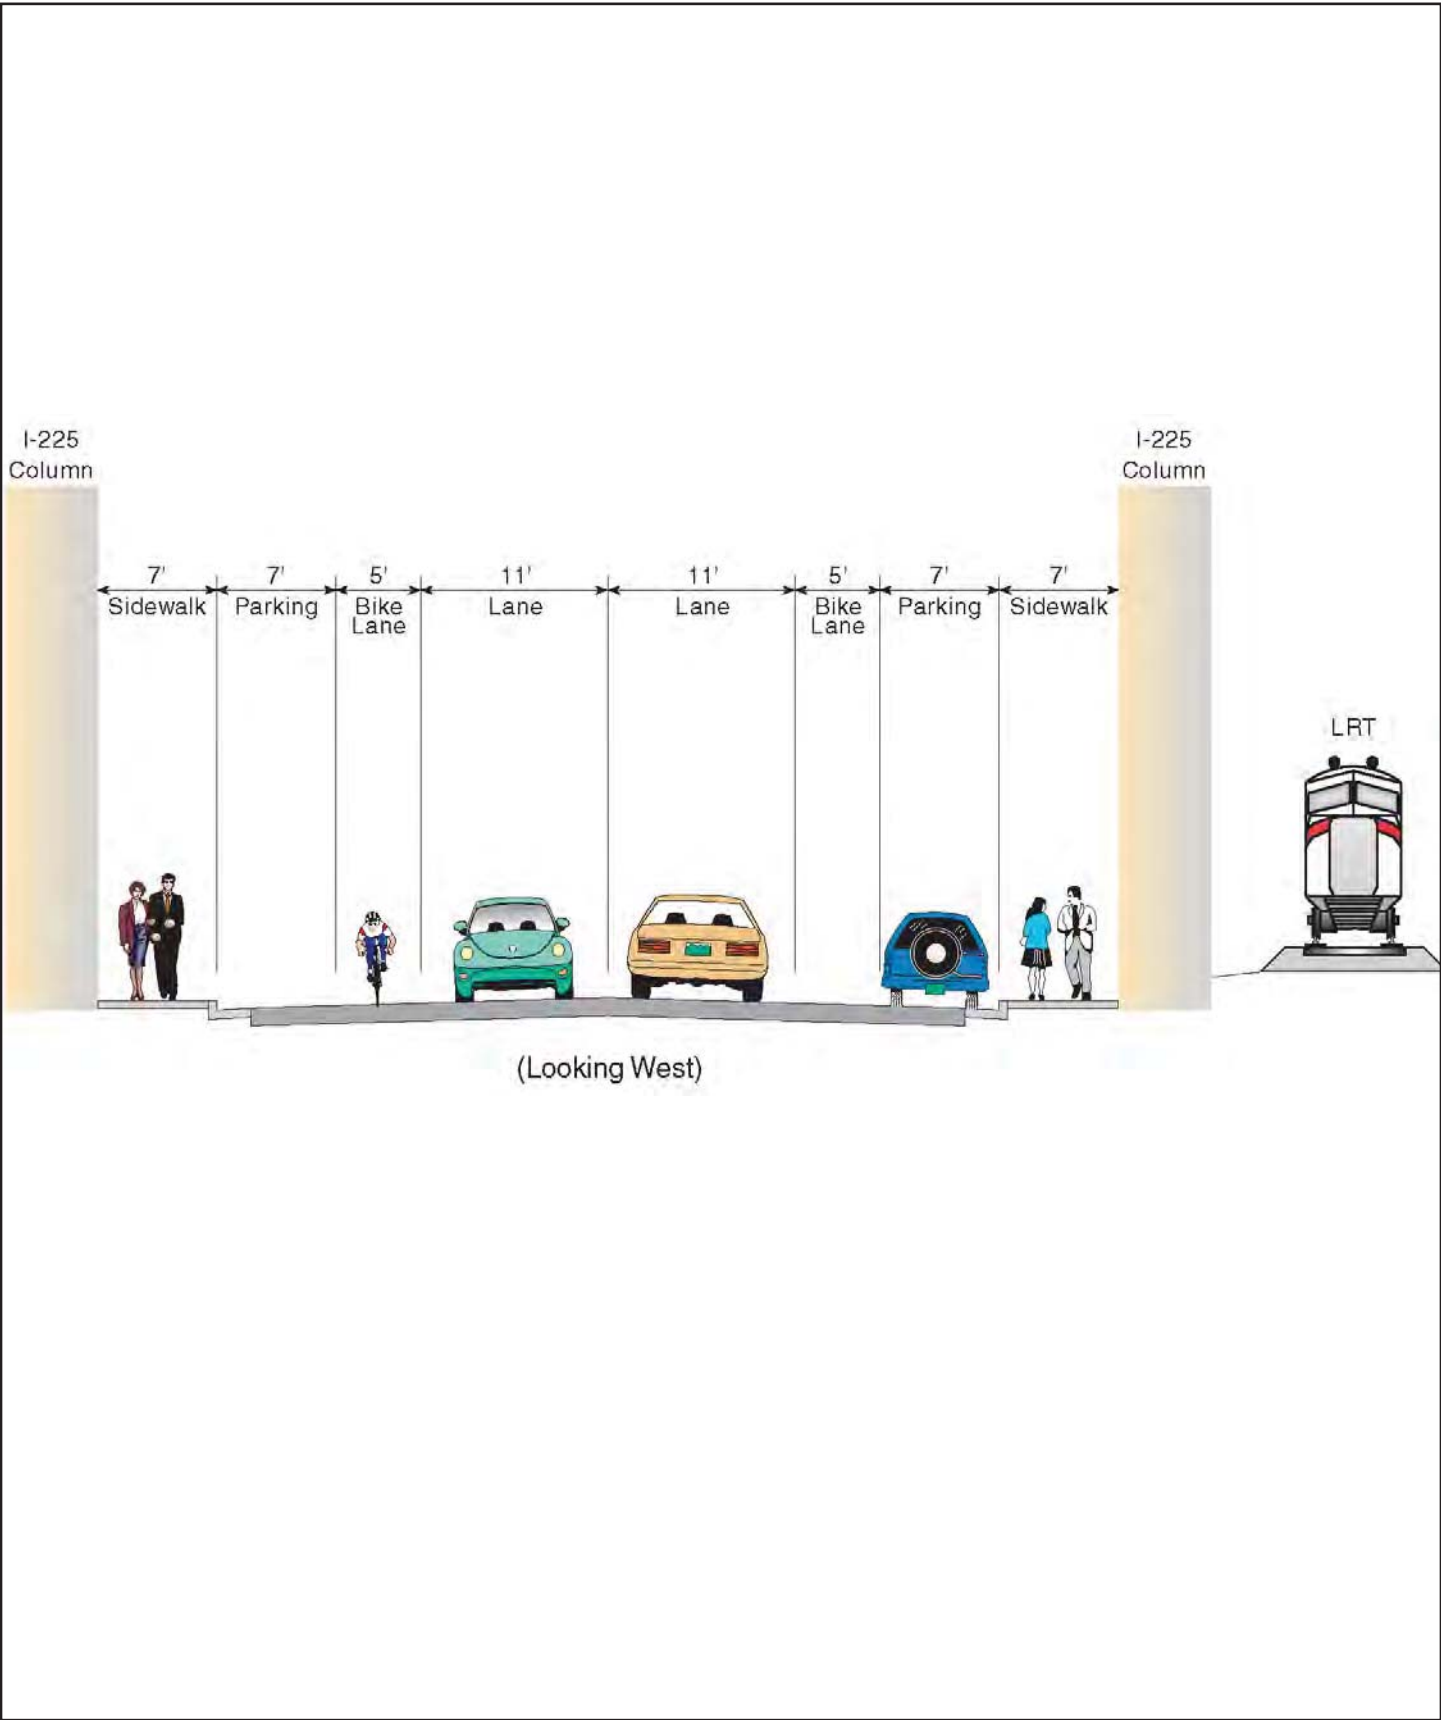 I-225
Column
I-225
Column
7' 7' 5' 11' 11' 5' 7' 7'
Sidewalk Parking Bike Lane Lane Bike Parking Sidewalk
Lane Lane
LRT
(Looking West)